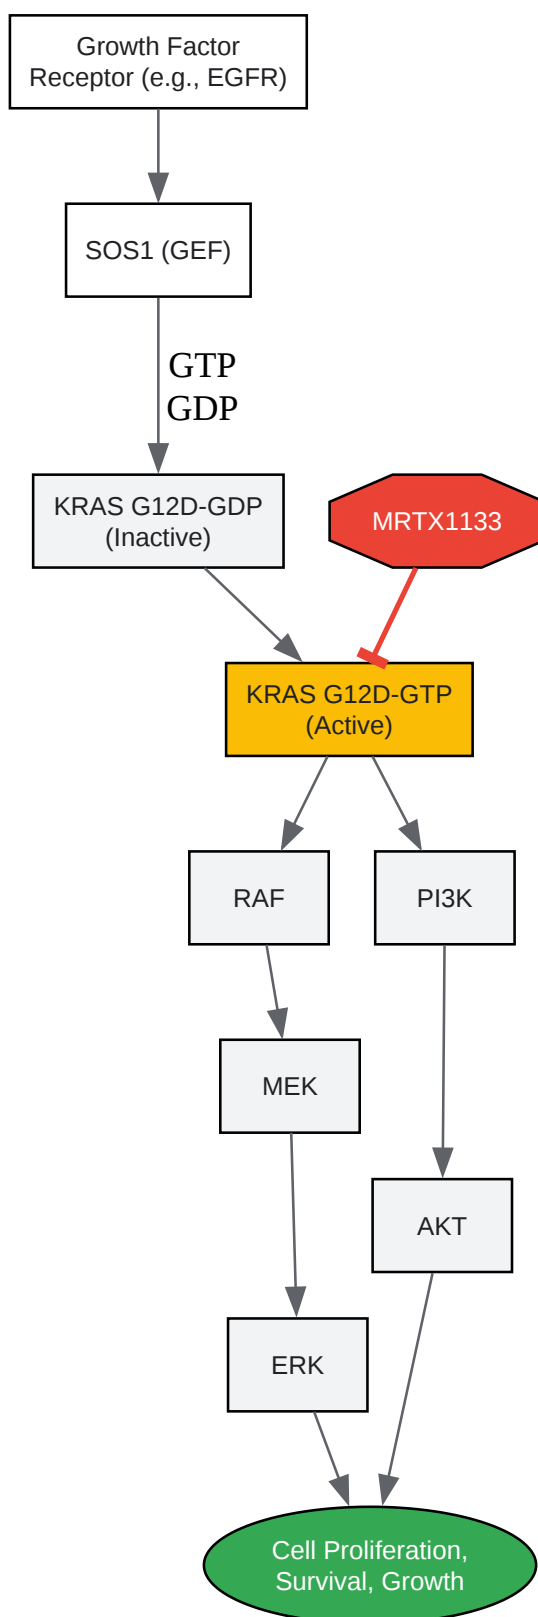 Growth Factor
Receptor (e.g., EGFR)
SOS1 (GEF)
GTP
GDP
KRAS G12D-GDP
(Inactive)
MRTX1133
KRAS G12D-GTP
(Active)
RAF
PI3K
MEK
AKT
ERK
Cell Proliferation,
Survival, Growth